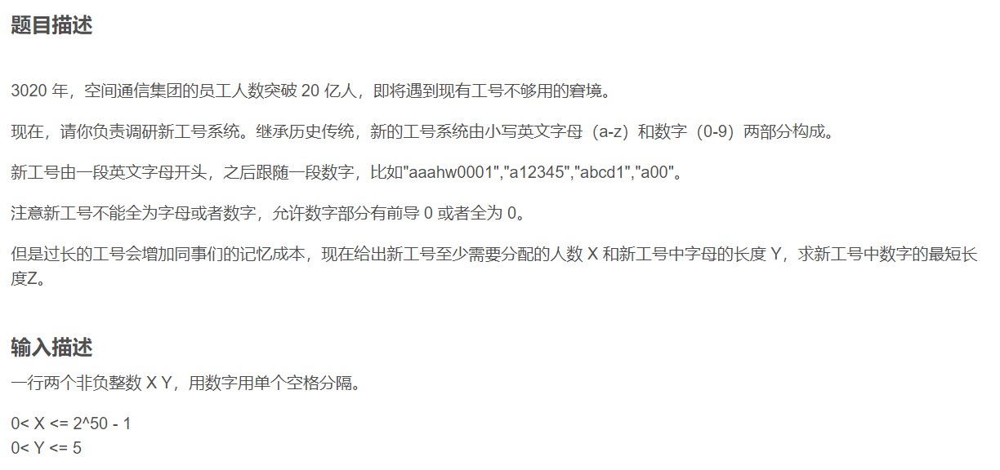 题目描述
3020 年，空间通信集团的员工人数突破 20 亿人，即将遇到现有工号不够用的窘境。
现在，请你负责调研新工号系统。继承历史传统，新的工号系统由小写英文字母（a-z）和数字（0-9）两部分构成。
新工号由一段英文字母开头，之后跟随一段数字，比如"aaahw0001","a12345","abcd1","a00"。
注意新工号不能全为字母或者数字，允许数字部分有前导 0 或者全为 0。
但是过长的工号会增加同事们的记忆成本，现在给出新工号至少需要分配的人数 X 和新工号中字母的长度 Y，求新工号中数字的最短长
度Z。
输入描述
一行两个非负整数 X Y，用数字用单个空格分隔。
0< X <= 2^50 - 1
0< Y <= 5